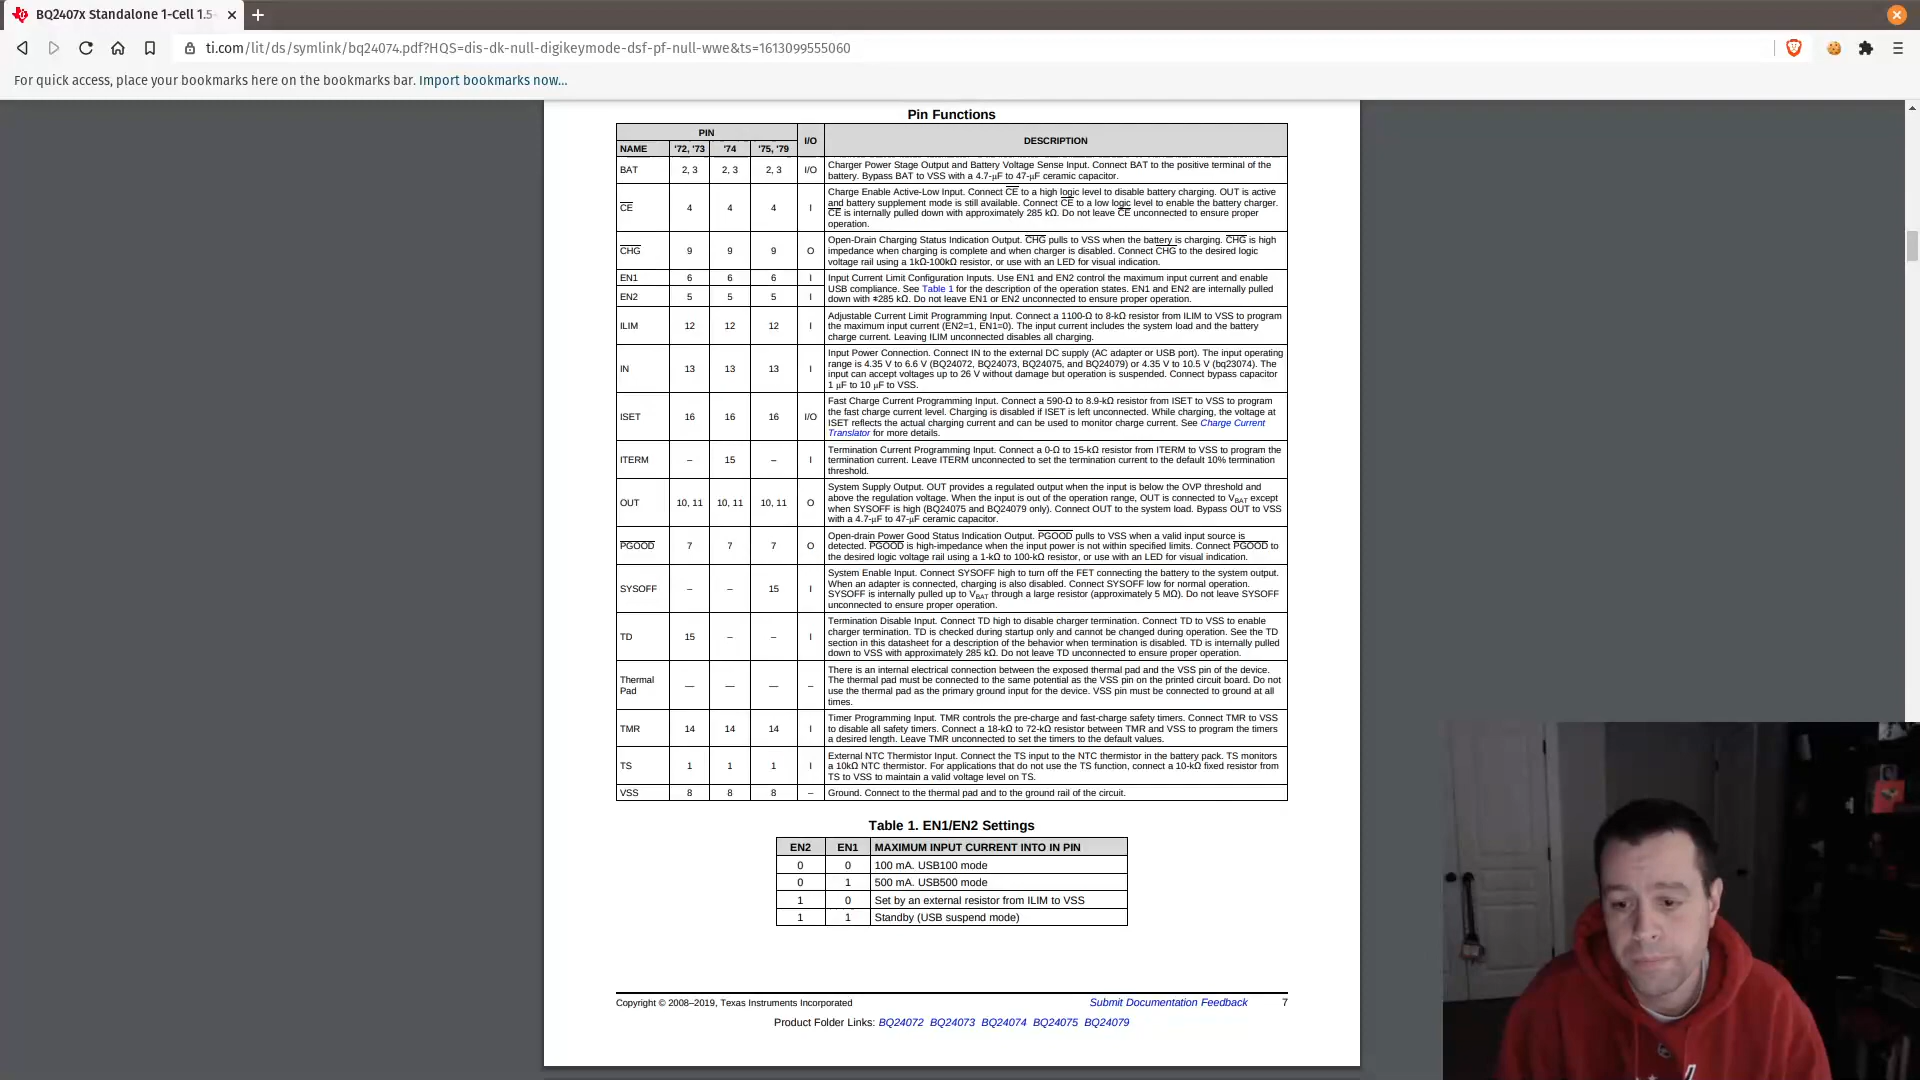 BQ2407x Standalone 1-Cell 1.5-
ti.com/lit/ds/symlink/bq24074.pdf?HQS=dis-dk-null-digikeymode-dsf-pf-null-wwe&ts=1613099555060
For quick access, place your bookmarks here on the bookmarks bar. Import bookmarks now...
Pin Functions
PIN
I/O
DESCRIPTION
NAME '72, '73 '74 '75, '79
BAT 2, 3 2, 3 2, 3 I/O
Charger Power Stage Output and Battery Voltage Sense Input. Connect BAT to the positive terminal of the
battery. Bypass BAT to VSS with a 4.7-μF to 47-μF ceramic capacitor.
CE 4 4 4 I
Charge Enable Active-Low Input. Connect CE to a high logic level to disable battery charging. OUT is active
and battery supplement mode is still available. Connect CE to a low logic level to enable the battery charger.
CE is internally pulled down with approximately 285 kΩ. Do not leave CE unconnected to ensure proper
operation.
CHG 9 9 9 O
Open-Drain Charging Status Indication Output. CHG pulls to VSS when the battery is charging. CHG is high
impedance when charging is complete and when charger is disabled. Connect CHG to the desired logic
voltage rail using a 1kΩ-100kΩ resistor, or use with an LED for visual indication.
EN1 6 6 6 I
EN2 5 5 5 I
Input Current Limit Configuration Inputs. Use EN1 and EN2 control the maximum input current and enable
USB compliance. See Table 1 for the description of the operation states. EN1 and EN2 are internally pulled
down with ≉285 kΩ. Do not leave EN1 or EN2 unconnected to ensure proper operation.
ILIM 12 12 12 I
Adjustable Current Limit Programming Input. Connect a 1100-Ω to 8-kΩ resistor from ILIM to VSS to program
the maximum input current (EN2=1, EN1=0). The input current includes the system load and the battery
charge current. Leaving ILIM unconnected disables all charging.
IN 13 13 13 I
Input Power Connection. Connect IN to the external DC supply (AC adapter or USB port). The input operating
range is 4.35 V to 6.6 V (BQ24072, BQ24073, BQ24075, and BQ24079) or 4.35 V to 10.5 V (bq23074). The
input can accept voltages up to 26 V without damage but operation is suspended. Connect bypass capacitor
1 μF to 10 μF to VSS.
ISET 16 16 16 I/O
Fast Charge Current Programming Input. Connect a 590-Ω to 8.9-kΩ resistor from ISET to VSS to program
the fast charge current level. Charging is disabled if ISET is left unconnected. While charging, the voltage at
ISET reflects the actual charging current and can be used to monitor charge current. See Charge Current
Translator for more details.
ITERM – 15 – I
Termination Current Programming Input. Connect a 0-Ω to 15-kΩ resistor from ITERM to VSS to program the
termination current. Leave ITERM unconnected to set the termination current to the default 10% termination
threshold.
OUT 10, 11 10, 11 10, 11 O
System Supply Output. OUT provides a regulated output when the input is below the OVP threshold and
above the regulation voltage. When the input is out of the operation range, OUT is connected to VBAT except
when SYSOFF is high (BQ24075 and BQ24079 only). Connect OUT to the system load. Bypass OUT to VSS
with a 4.7-μF to 47-μF ceramic capacitor.
PGOOD 7 7 7 O
Open-drain Power Good Status Indication Output. PGOOD pulls to VSS when a valid input source is
detected. PGOOD is high-impedance when the input power is not within specified limits. Connect PGOOD to
the desired logic voltage rail using a 1-kΩ to 100-kΩ resistor, or use with an LED for visual indication.
SYSOFF – – 15 I
System Enable Input. Connect SYSOFF high to turn off the FET connecting the battery to the system output.
When an adapter is connected, charging is also disabled. Connect SYSOFF low for normal operation.
SYSOFF is internally pulled up to VBAT through a large resistor (approximately 5 MΩ). Do not leave SYSOFF
unconnected to ensure proper operation.
TD 15 – – I
Termination Disable Input. Connect TD high to disable charger termination. Connect TD to VSS to enable
charger termination. TD is checked during startup only and cannot be changed during operation. See the TD
section in this datasheet for a description of the behavior when termination is disabled. TD is internally pulled
down to VSS with approximately 285 kΩ. Do not leave TD unconnected to ensure proper operation.
Thermal
Pad
— — — –
There is an internal electrical connection between the exposed thermal pad and the VSS pin of the device.
The thermal pad must be connected to the same potential as the VSS pin on the printed circuit board. Do not
use the thermal pad as the primary ground input for the device. VSS pin must be connected to ground at all
times.
TMR 14 14 14 I
Timer Programming Input. TMR controls the pre-charge and fast-charge safety timers. Connect TMR to VSS
to disable all safety timers. Connect a 18-kΩ to 72-kΩ resistor between TMR and VSS to program the timers
a desired length. Leave TMR unconnected to set the timers to the default values.
TS 1 1 1 I
External NTC Thermistor Input. Connect the TS input to the NTC thermistor in the battery pack. TS monitors
a 10kΩ NTC thermistor. For applications that do not use the TS function, connect a 10-kΩ fixed resistor from
TS to VSS to maintain a valid voltage level on TS.
VSS 8 8 8 – Ground. Connect to the thermal pad and to the ground rail of the circuit.
Table 1. EN1/EN2 Settings
EN2 EN1 MAXIMUM INPUT CURRENT INTO IN PIN
0 0 100 mA. USB100 mode
0 1 500 mA. USB500 mode
1 0 Set by an external resistor from ILIM to VSS
1 1 Standby (USB suspend mode)
Copyright © 2008–2019, Texas Instruments Incorporated
Submit Documentation Feedback 7
Product Folder Links: BQ24072 BQ24073 BQ24074 BQ24075 BQ24079